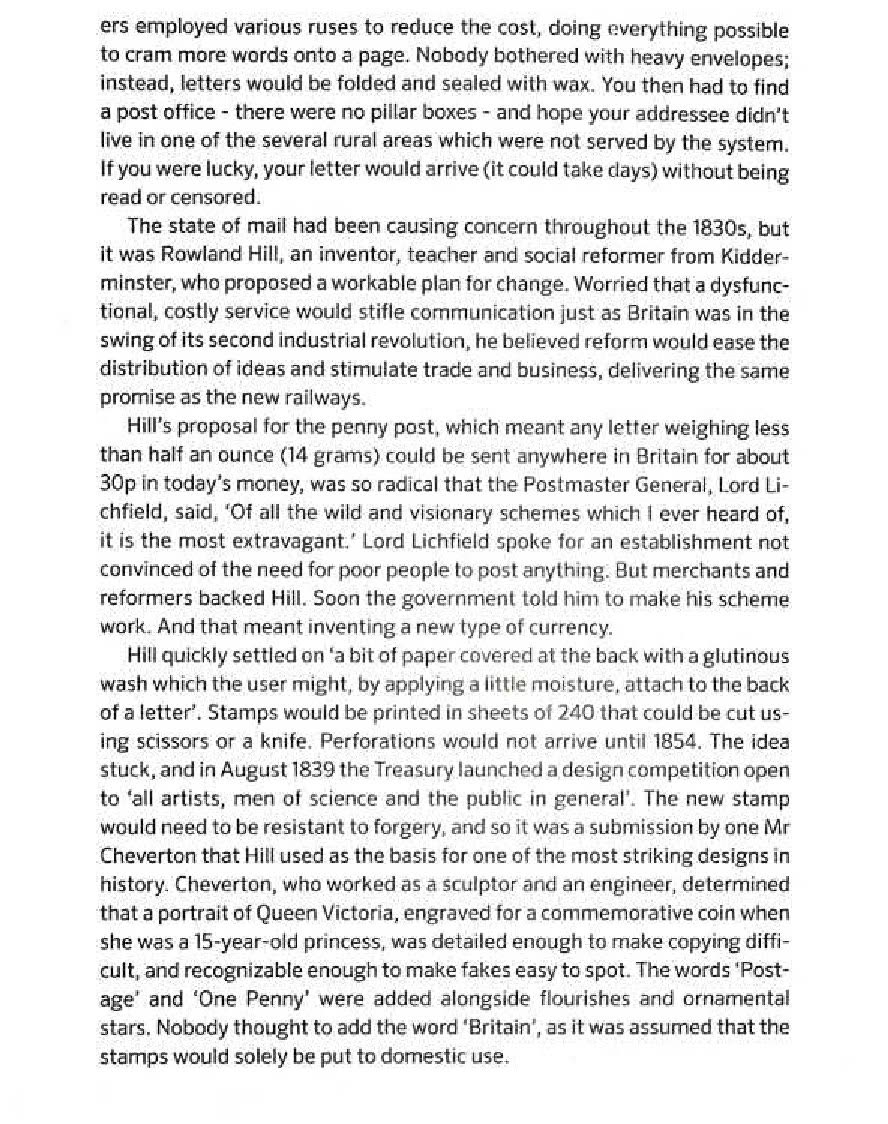 ers employed various ruses to reduce the cost, doing everything possible
to cram more words onto a page. Nobody bothered with heavy envelopes;
instead, letters would be folded and sealed with wax. You then had to find
a post office - there were no pillar boxes - and hope your addressee didn't
live in one of the several rural areas which were not served by the system.
If you were lucky, your letter would arrive (it could take days) without being
read or censored.
The state of mail had been causing concern throughout the 1830s, but
it was Rowland Hill, an inventor, teacher and social reformer from Kidder-
minster, who proposed a workable plan for change. Worried that a dysfunc-
tional, costly service would stifle communication just as Britain was in the
swing of its second industrial revolution, he believed reform would ease the
distribution of ideas and stimulate trade and business, delivering the same
promise as the new railways.
Hill's proposal for the penny post, which meant any letter weighing less
than half an ounce (14 grams) could be sent anywhere in Britain for about
30p in today's money, was so radical that the Postmaster General, Lord Li-
chfield, said, 'Of all the wild and visionary schemes which I ever heard of,
it is the most extravagant.' Lord Lichfield spoke for an establishment not
convinced of the need for poor people to post anything. But merchants and
reformers backed Hill. Soon the government told him to make his scheme
work. And that meant inventing a new type of currency.
Hill quickly settled on 'a bit of paper covered at the back with a glutinous
wash which the user might, by applying a little moisture, attach to the back
of a letter'. Stamps would be printed in sheets of 240 that could be cut us-
ing scissors or a knife. Perforations would not arrive until 1854. The idea
stuck, and in August 1839 the Treasury launched a design competition open
to 'all artists, men of science and the public in general'. The new stamp
would need to be resistant to forgery, and so it was a submission by one Mr
Cheverton that Hill used as the basis for one of the most striking designs in
history. Cheverton, who worked as a sculptor and an engineer, determined
that a portrait of Queen Victoria, engraved for a commemorative coin when
she was a 15-year-old princess, was detailed enough to make copying diffi-
cult, and recognizable enough to make fakes easy to spot. The words 'Post-
age' and 'One Penny' were added alongside flourishes and ornamental
stars. Nobody thought to add the word 'Britain', as it was assumed that the
stamps would solely be put to domestic use.